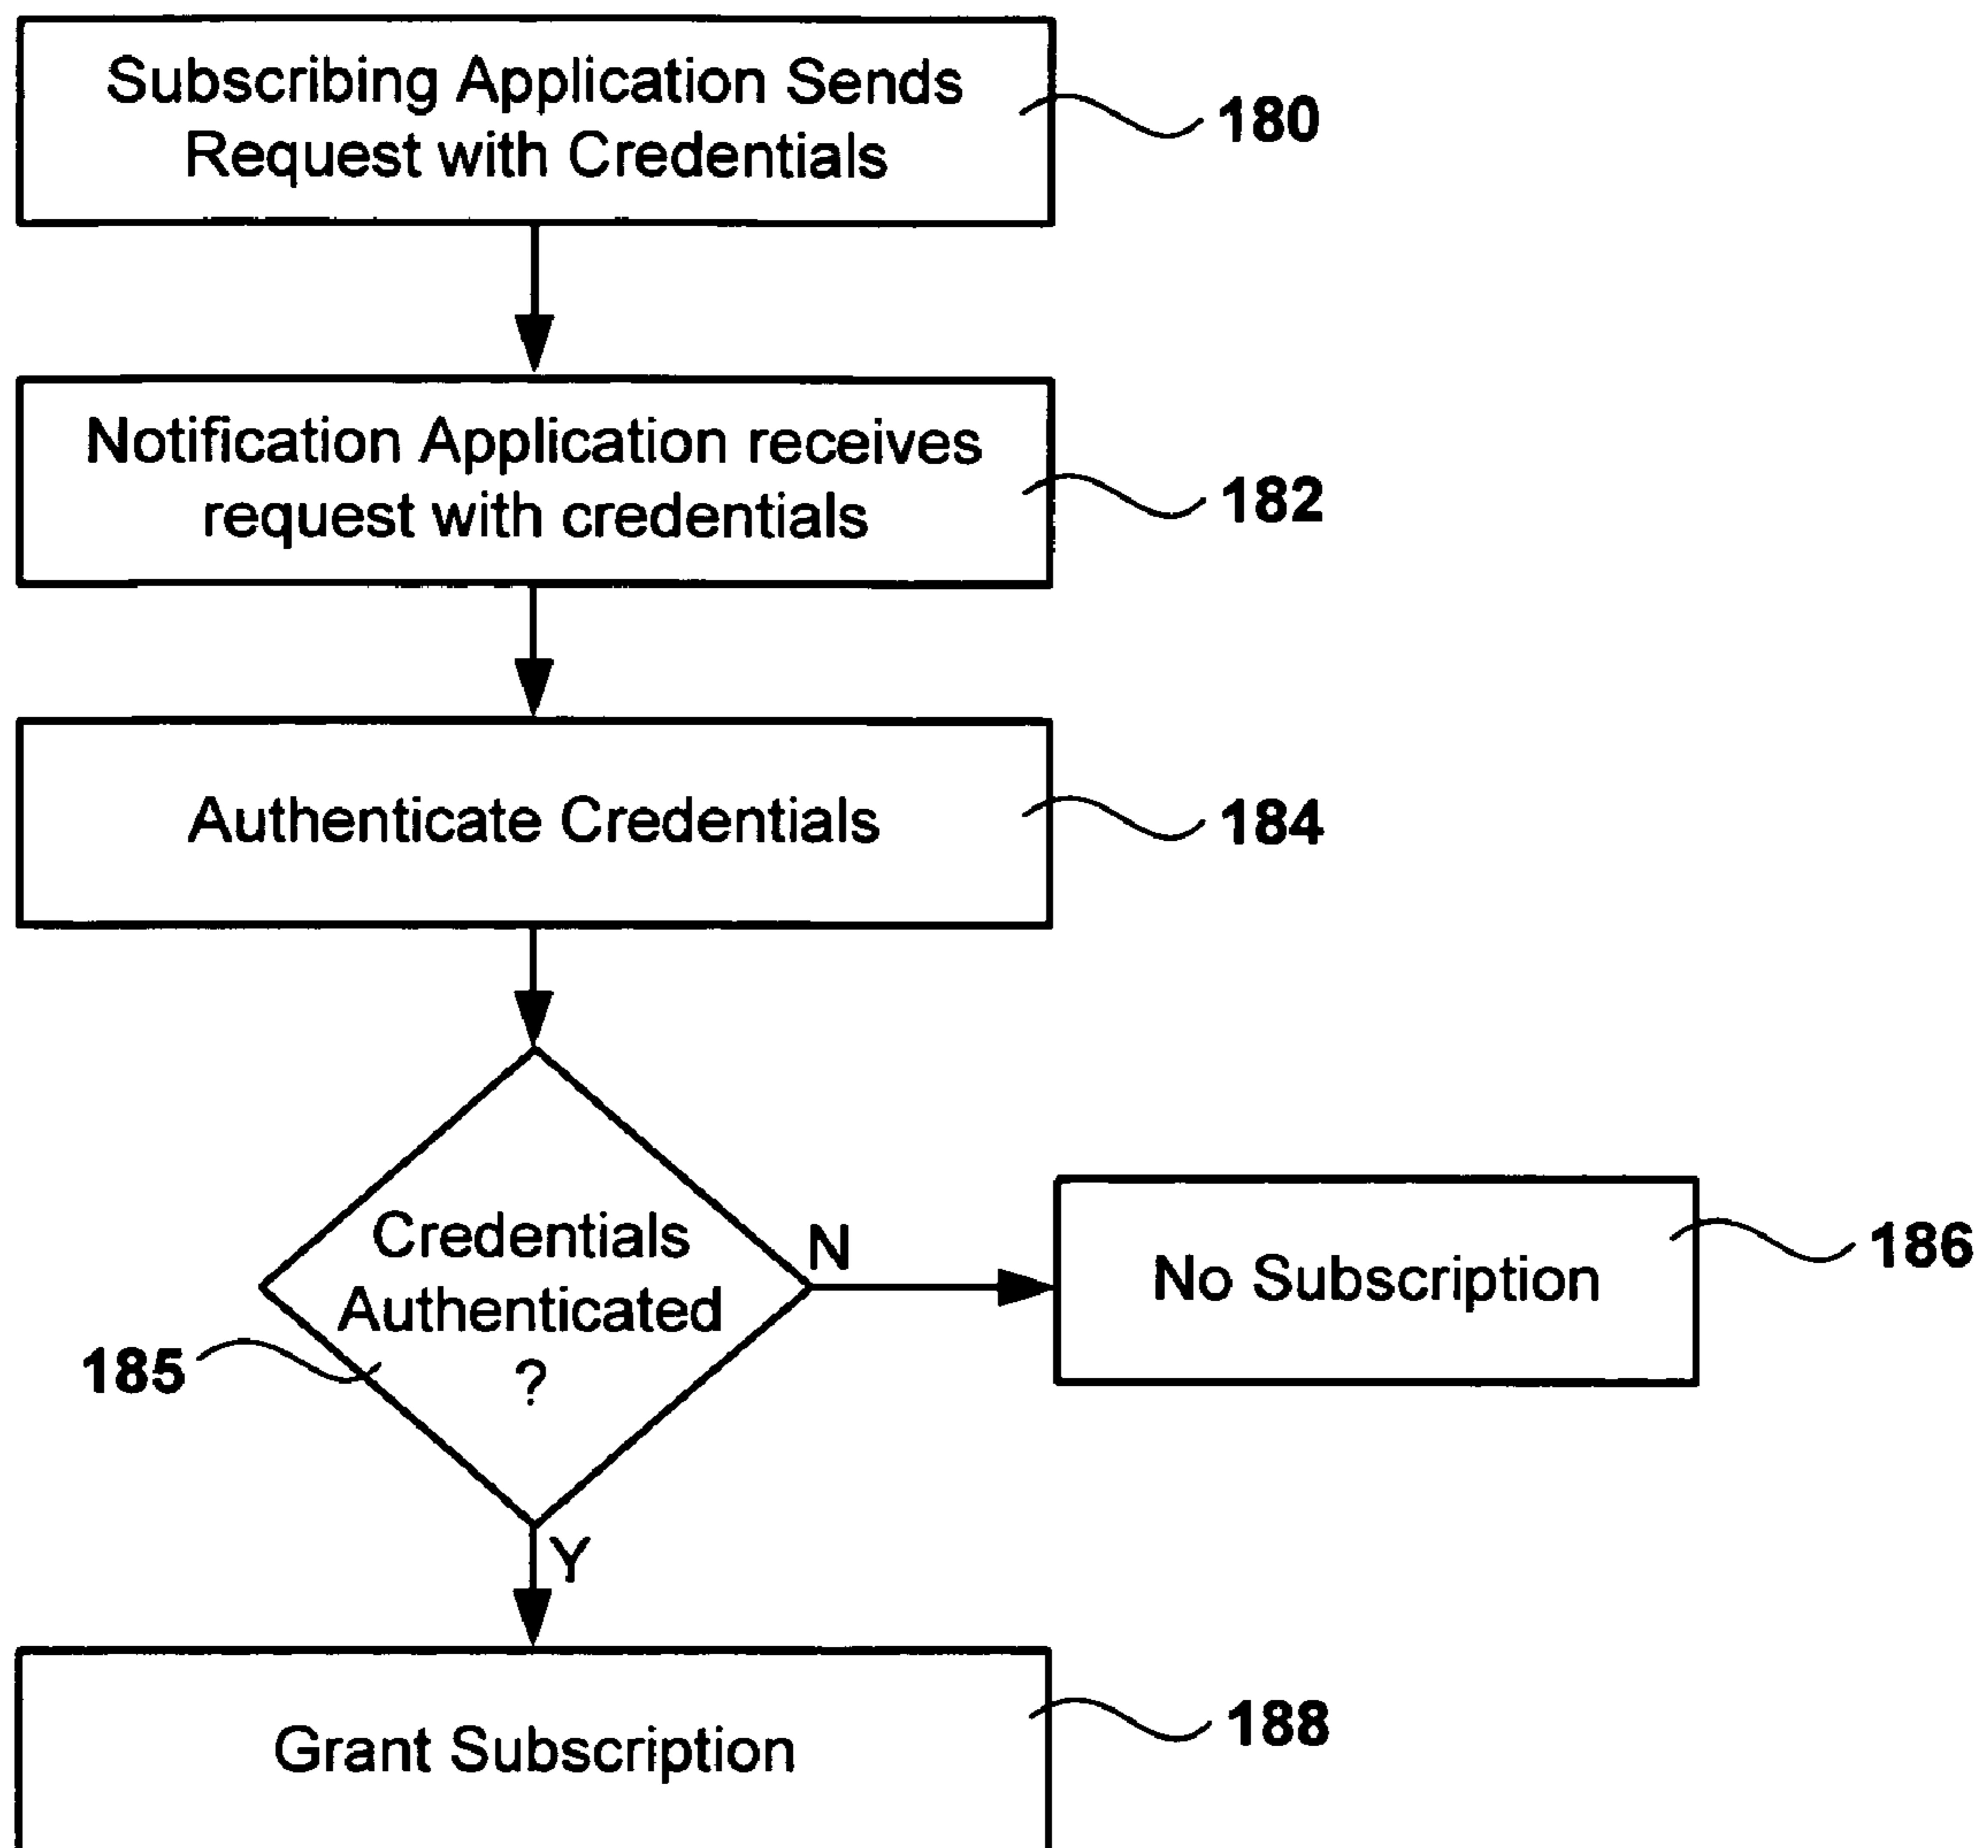 Subscribing Application Sends
Request with Credentials
180
Notification Application receives
request with credentials
182
Authenticate Credentials
184
Credentials
Authenticated
?
185
N
No Subscription
186
Y
Grant Subscription
188